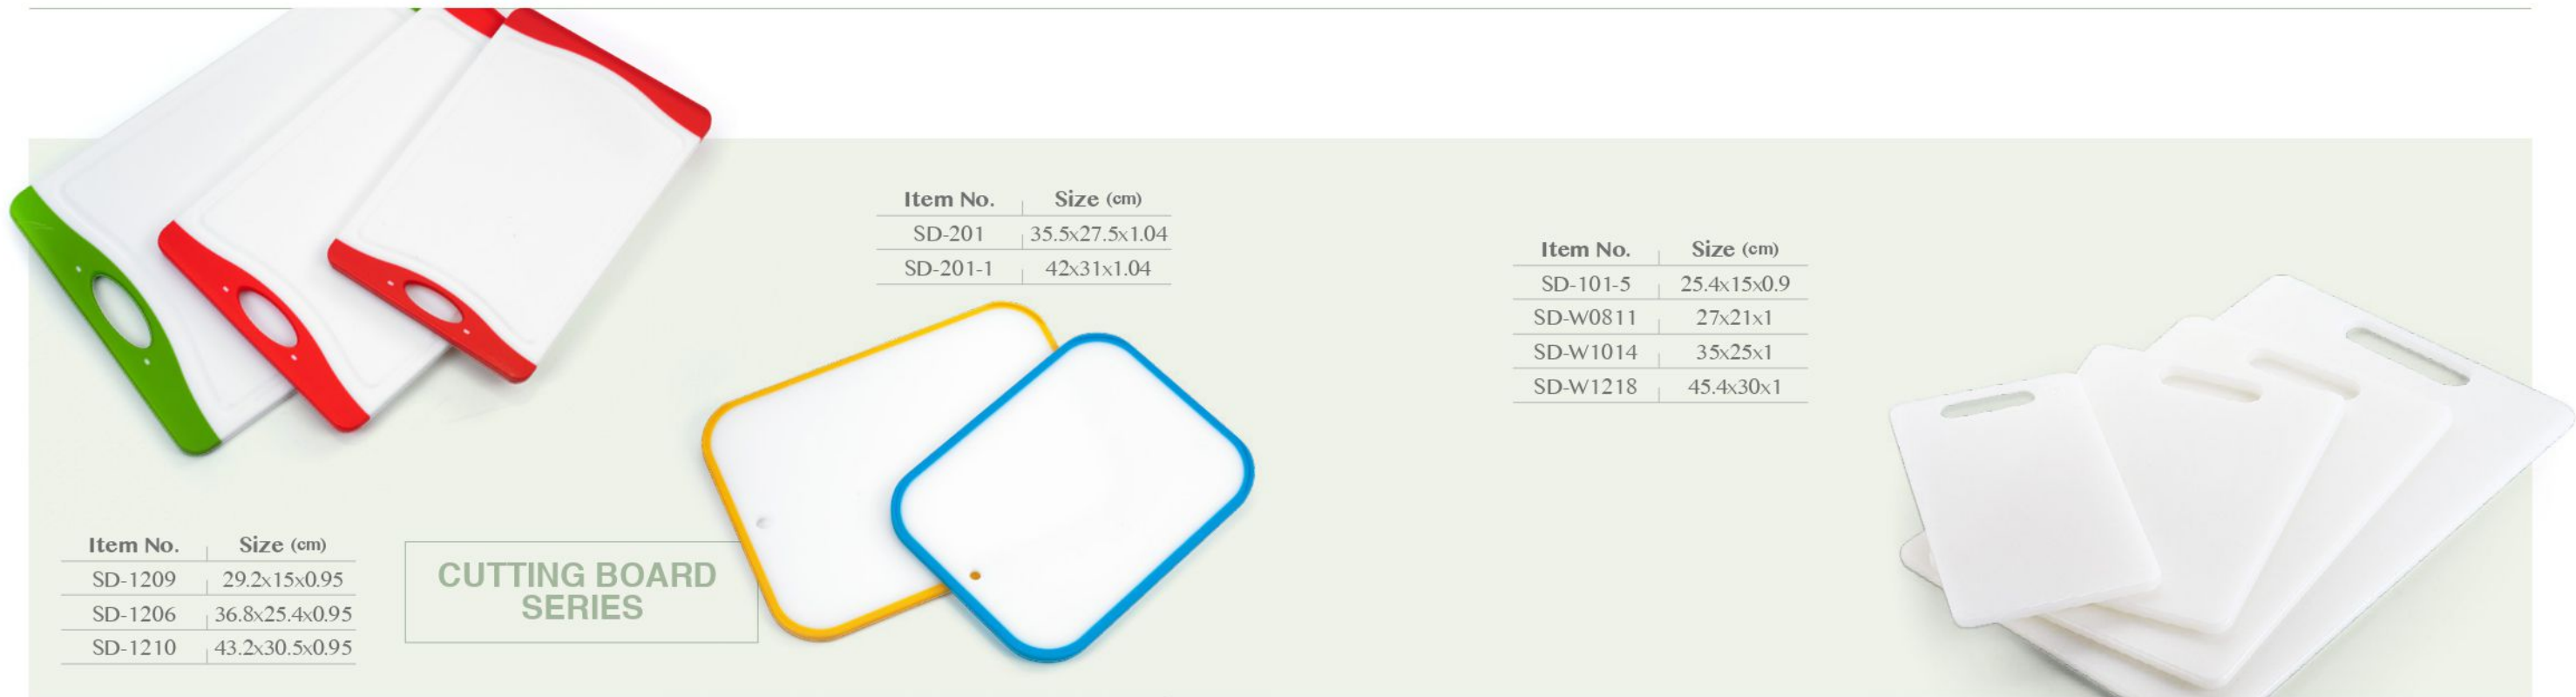 Item No. Size (cm)
SD-201 35.5x27.5x1.04
SD-201-1 42x31x1.04
Item No. Size (cm)
SD-101-5 25.4x15x0.9
SD-W0811 27x21x1
SD-W1014 35x25x1
SD-W1218 45.4x30x1
Item No. Size (cm)
SD-1209 29.2x15x0.95
SD-1206 36.8x25.4x0.95
SD-1210 43.2x30.5x0.95
CUTTING BOARD
SERIES